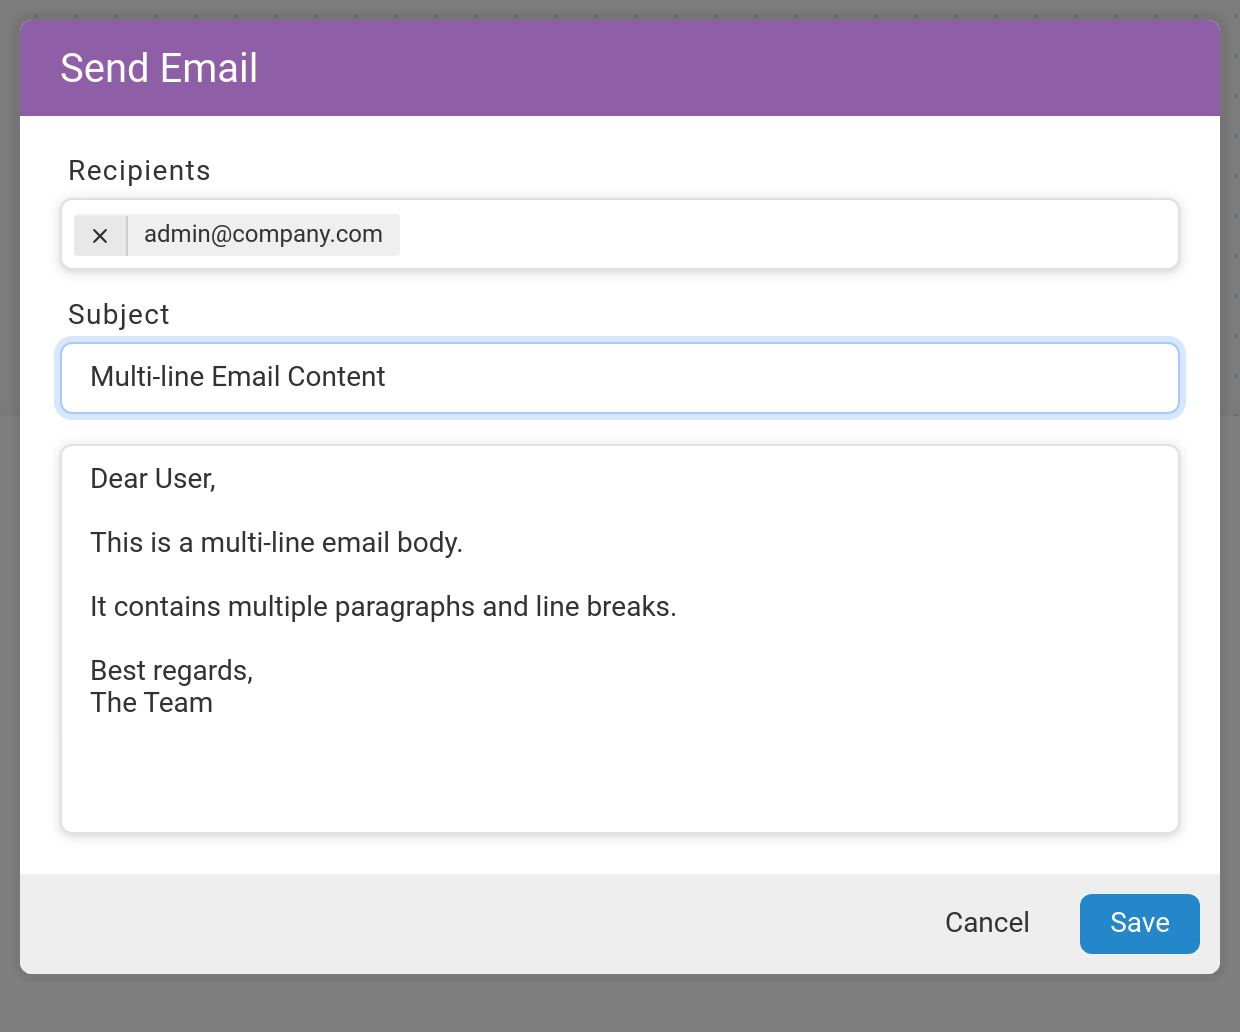 Send Email
Recipients
admin@company.com
Subject
Multi-line Email Content
Dear User,
This is a multi-line email body.
It contains multiple paragraphs and line breaks.
Best regards,
The Team
Cancel
Save